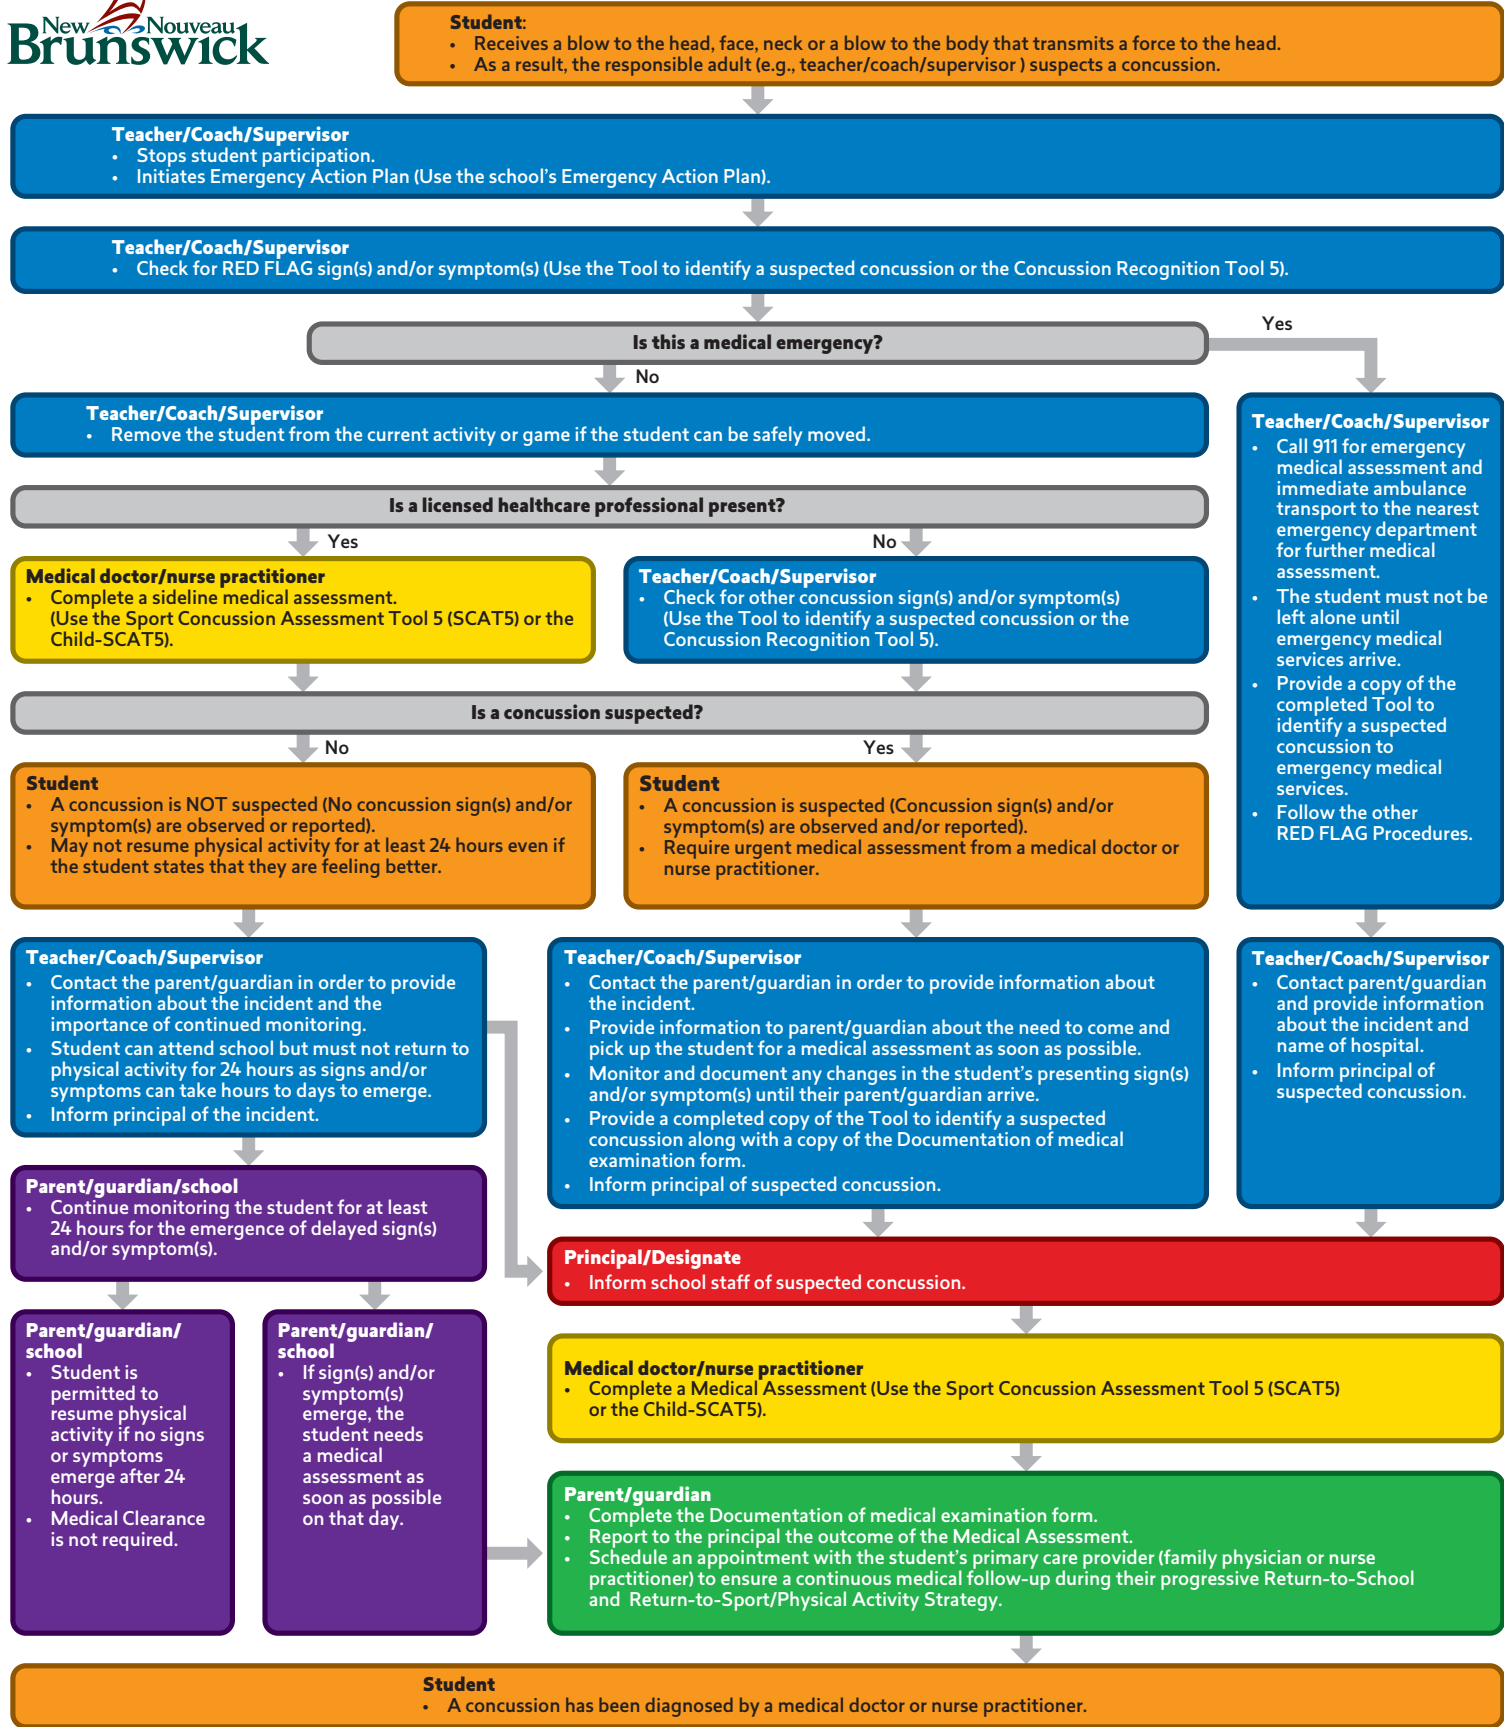 New Nouveau
Brunswick
Student:
• Receives a blow to the head, face, neck or a blow to the body that transmits a force to the head.
• As a result, the responsible adult (e.g., teacher/coach/supervisor ) suspects a concussion.
Teacher/Coach/Supervisor
• Stops student participation.
• Initiates Emergency Action Plan (Use the school's Emergency Action Plan).
Teacher/Coach/Supervisor
• Check for RED FLAG sign(s) and/or symptom(s) (Use the Tool to identify a suspected concussion or the Concussion Recognition Tool 5).
Is this a medical emergency?
Yes
No
Teacher/Coach/Supervisor
• Remove the student from the current activity or game if the student can be safely moved.
Teacher/Coach/Supervisor
• Call 911 for emergency
medical assessment and
immediate ambulance
transport to the nearest
emergency department
for further medical
assessment.
• The student must not be
left alone until
emergency medical
services arrive.
• Provide a copy of the
completed Tool to
identify a suspected
concussion to
emergency medical
services.
• Follow the other
RED FLAG Procedures.
Is a licensed healthcare professional present?
Yes
No
Medical doctor/nurse practitioner
• Complete a sideline medical assessment.
(Use the Sport Concussion Assessment Tool 5 (SCAT5) or the
Child-SCAT5).
Teacher/Coach/Supervisor
• Check for other concussion sign(s) and/or symptom(s)
(Use the Tool to identify a suspected concussion or the
Concussion Recognition Tool 5).
Is a concussion suspected?
No
Yes
Student
• A concussion is NOT suspected (No concussion sign(s) and/or
symptom(s) are observed or reported).
• May not resume physical activity for at least 24 hours even if
the student states that they are feeling better.
Student
• A concussion is suspected (Concussion sign(s) and/or
symptom(s) are observed and/or reported).
• Require urgent medical assessment from a medical doctor or
nurse practitioner.
Teacher/Coach/Supervisor
• Contact the parent/guardian in order to provide
information about the incident and the
importance of continued monitoring.
• Student can attend school but must not return to
physical activity for 24 hours as signs and/or
symptoms can take hours to days to emerge.
• Inform principal of the incident.
Teacher/Coach/Supervisor
• Contact the parent/guardian in order to provide information about
the incident.
• Provide information to parent/guardian about the need to come and
pick up the student for a medical assessment as soon as possible.
• Monitor and document any changes in the student's presenting sign(s)
and/or symptom(s) until their parent/guardian arrive.
• Provide a completed copy of the Tool to identify a suspected
concussion along with a copy of the Documentation of medical
examination form.
• Inform principal of suspected concussion.
Teacher/Coach/Supervisor
• Contact parent/guardian
and provide information
about the incident and
name of hospital.
• Inform principal of
suspected concussion.
Parent/guardian/school
• Continue monitoring the student for at least
24 hours for the emergence of delayed sign(s)
and/or symptom(s).
Principal/Designate
• Inform school staff of suspected concussion.
Parent/guardian/
school
• Student is
permitted to
resume physical
activity if no signs
or symptoms
emerge after 24
hours.
• Medical Clearance
is not required.
Parent/guardian/
school
• If sign(s) and/or
symptom(s)
emerge, the
student needs
a medical
assessment as
soon as possible
on that day.
Medical doctor/nurse practitioner
• Complete a Medical Assessment (Use the Sport Concussion Assessment Tool 5 (SCAT5)
or the Child-SCAT5).
Parent/guardian
• Complete the Documentation of medical examination form.
• Report to the principal the outcome of the Medical Assessment.
• Schedule an appointment with the student's primary care provider (family physician or nurse
practitioner) to ensure a continuous medical follow-up during their progressive Return-to-School
and Return-to-Sport/Physical Activity Strategy.
Student
• A concussion has been diagnosed by a medical doctor or nurse practitioner.